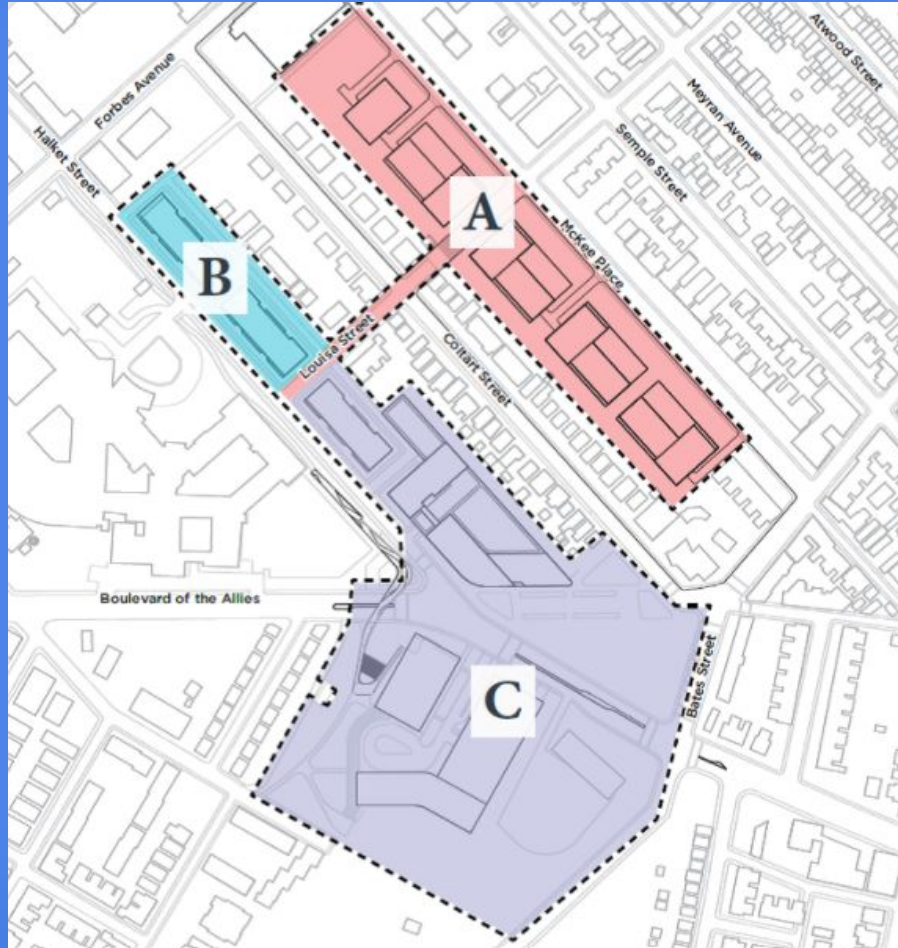 Atwood Street
Forbes Avenue
Meyran Avenue
Halket Street
Semple Street
A
McKee Place
B
Louisa Street
Coltart Street
Boulevard of the Allies
Bates Street
C